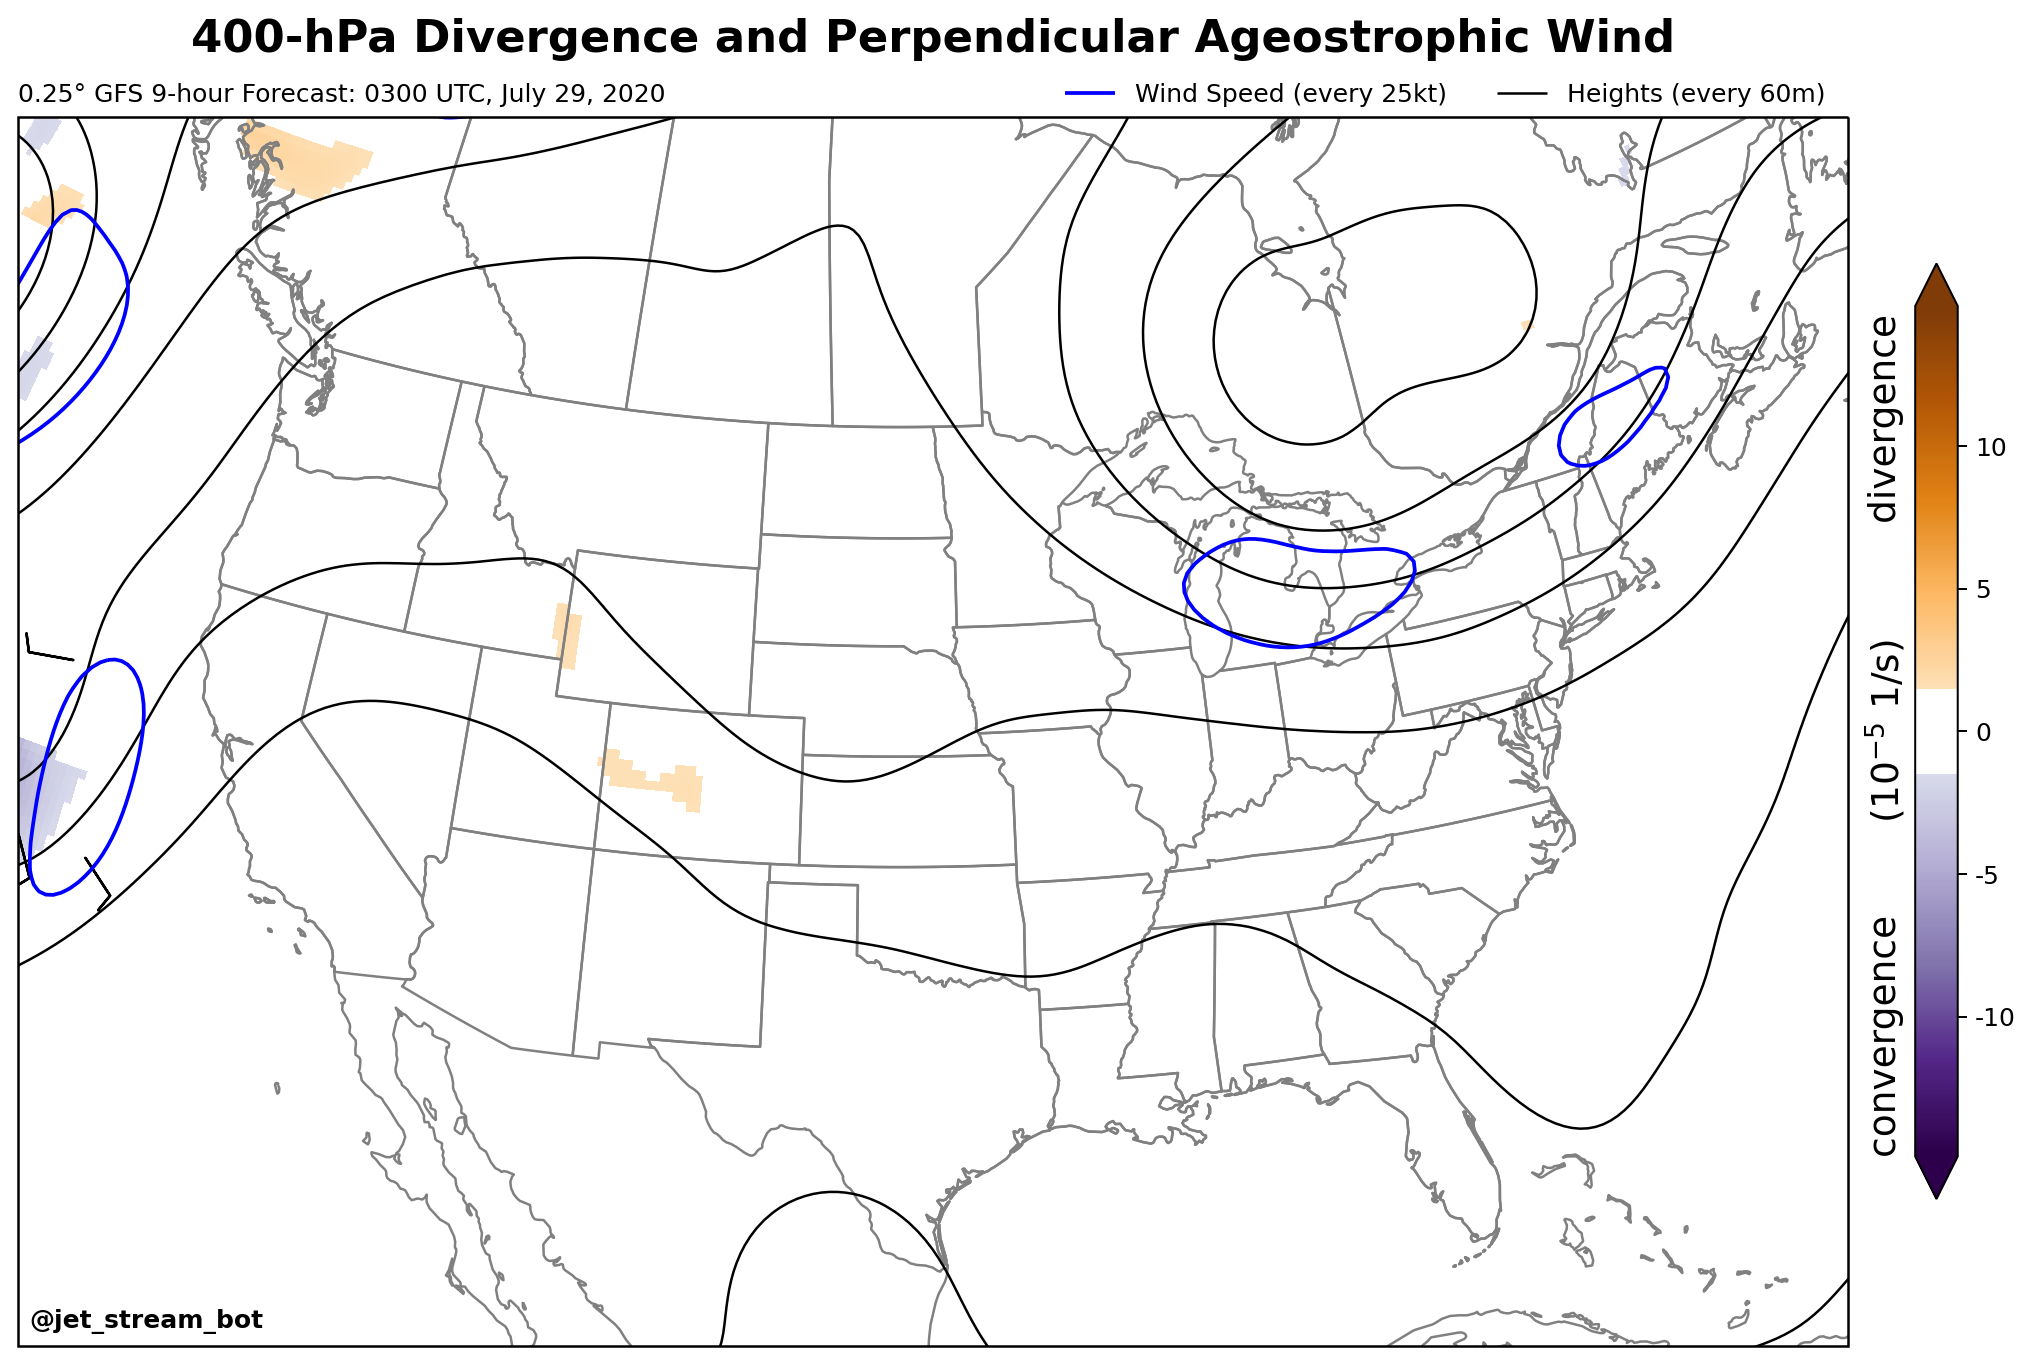 400-hPa Divergence and Perpendicular Ageostrophic Wind
0.25° GFS 9-hour Forecast: 0300 UTC, July 29, 2020
Wind Speed (every 25kt)
Heights (every 60m)
divergence
(10⁻⁵ 1/s)
convergence
10
5
0
-5
-10
@jet_stream_bot